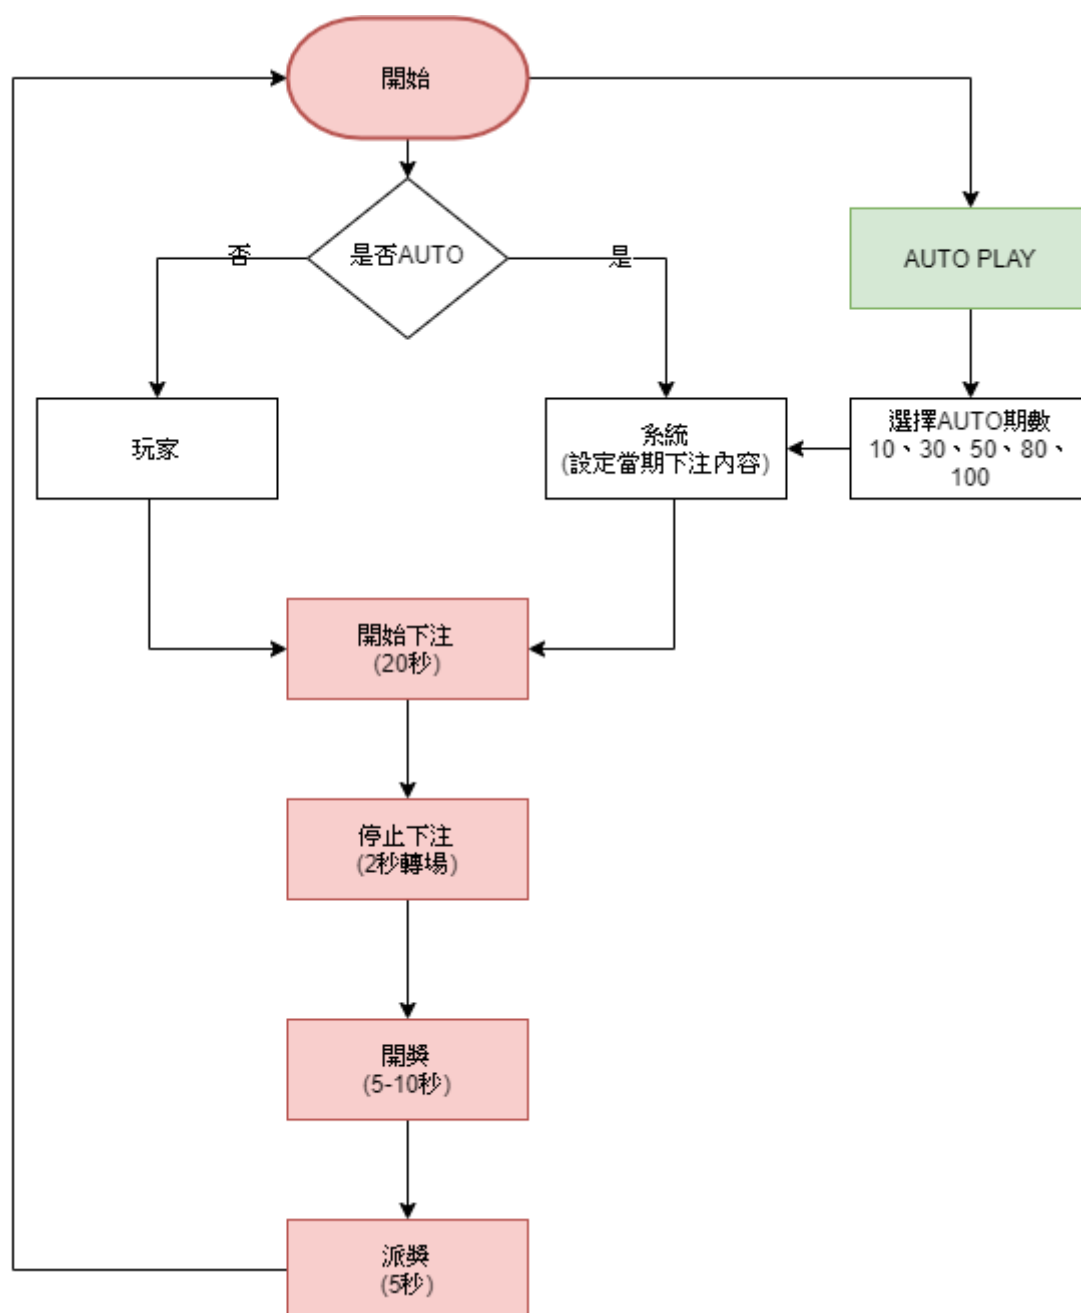 開始
是否AUTO
否
是
AUTO PLAY
玩家
系統
(設定當期下注內容)
選擇AUTO期數
10、30、50、80、
100
開始下注
(20秒)
停止下注
(2秒轉場)
開獎
(5-10秒)
派獎
(5秒)